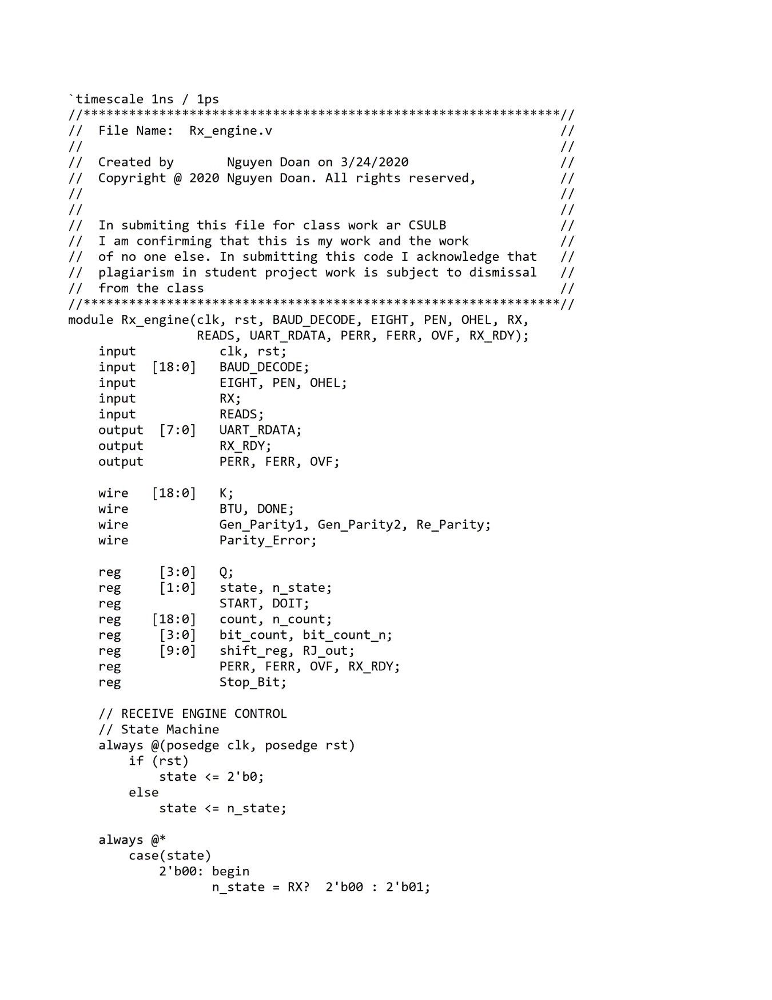 `timescale 1ns / 1ps
//***************************************************************//
//  File Name:  Rx_engine.v                                      //
//                                                               //
//  Created by       Nguyen Doan on 3/24/2020                    //
//  Copyright @ 2020 Nguyen Doan. All rights reserved,           //
//                                                               //
//                                                               //
//  In submiting this file for class work ar CSULB               //
//  I am confirming that this is my work and the work            //
//  of no one else. In submitting this code I acknowledge that   //
//  plagiarism in student project work is subject to dismissal   //
//  from the class                                               //
//***************************************************************//
module Rx_engine(clk, rst, BAUD_DECODE, EIGHT, PEN, OHEL, RX,
                 READS, UART_RDATA, PERR, FERR, OVF, RX_RDY);
    input           clk, rst;
    input  [18:0]   BAUD_DECODE;
    input           EIGHT, PEN, OHEL;
    input           RX;
    input           READS;
    output  [7:0]   UART_RDATA;
    output          RX_RDY;
    output          PERR, FERR, OVF;

    wire   [18:0]   K;
    wire            BTU, DONE;
    wire            Gen_Parity1, Gen_Parity2, Re_Parity;
    wire            Parity_Error;

    reg     [3:0]   Q;
    reg     [1:0]   state, n_state;
    reg             START, DOIT;
    reg    [18:0]   count, n_count;
    reg     [3:0]   bit_count, bit_count_n;
    reg     [9:0]   shift_reg, RJ_out;
    reg             PERR, FERR, OVF, RX_RDY;
    reg             Stop_Bit;

    // RECEIVE ENGINE CONTROL
    // State Machine
    always @(posedge clk, posedge rst)
        if (rst)
            state <= 2'b0;
        else
            state <= n_state;

    always @*
        case(state)
            2'b00: begin
                   n_state = RX?  2'b00 : 2'b01;